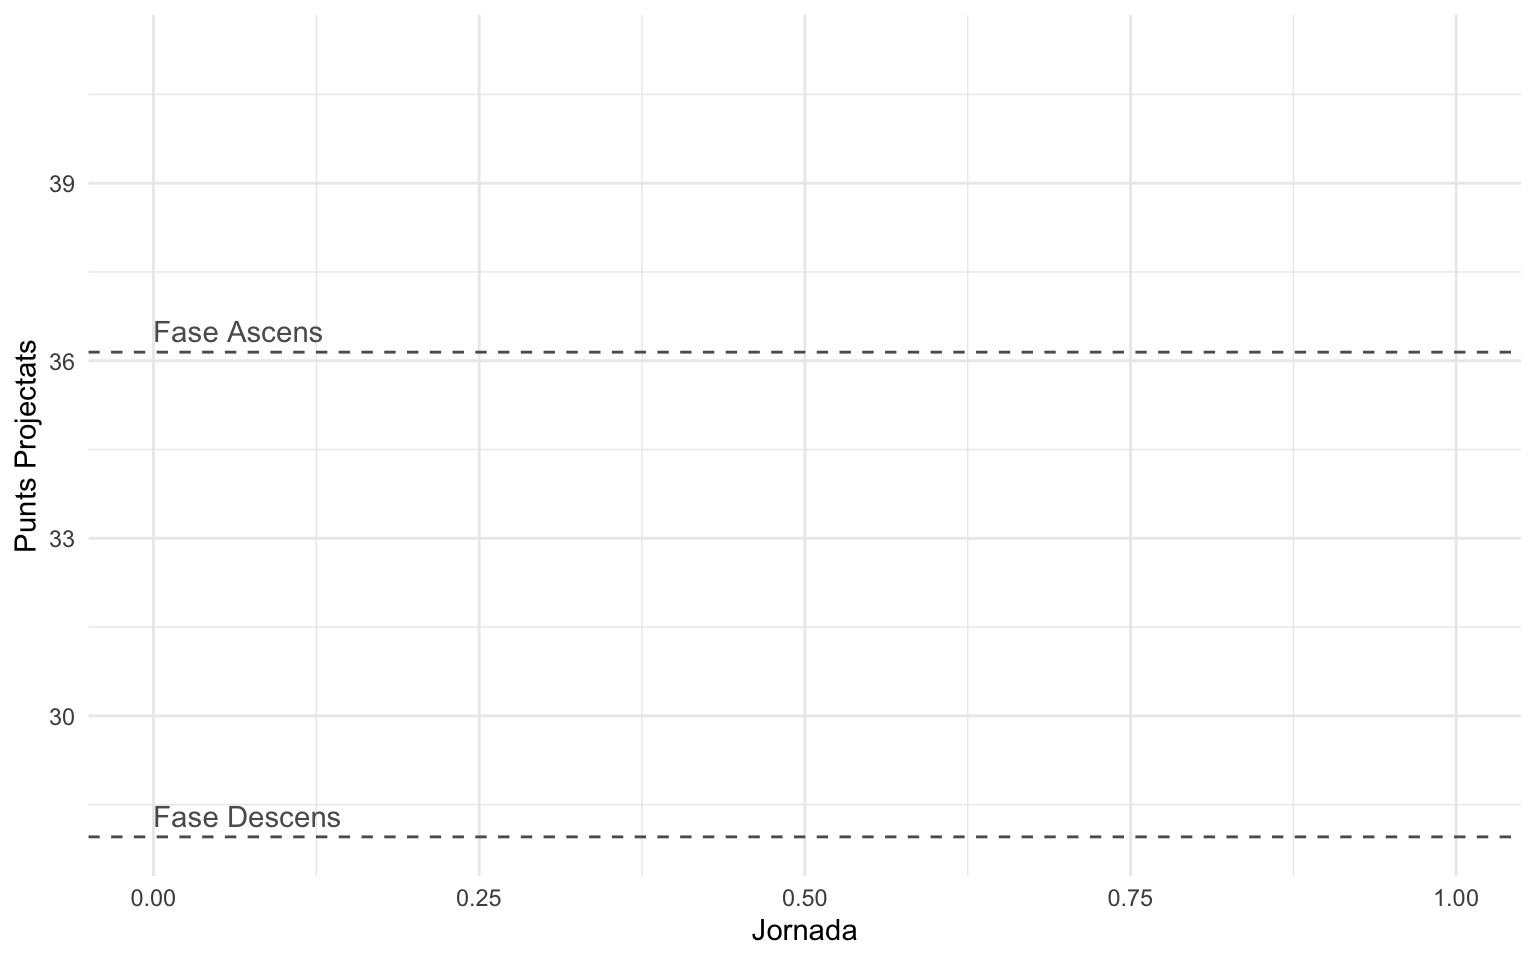 39
Fase Ascens
36
33
30
Fase Descens
0.00 0.25 0.50 0.75 1.00
Jornada
Punts Projectats